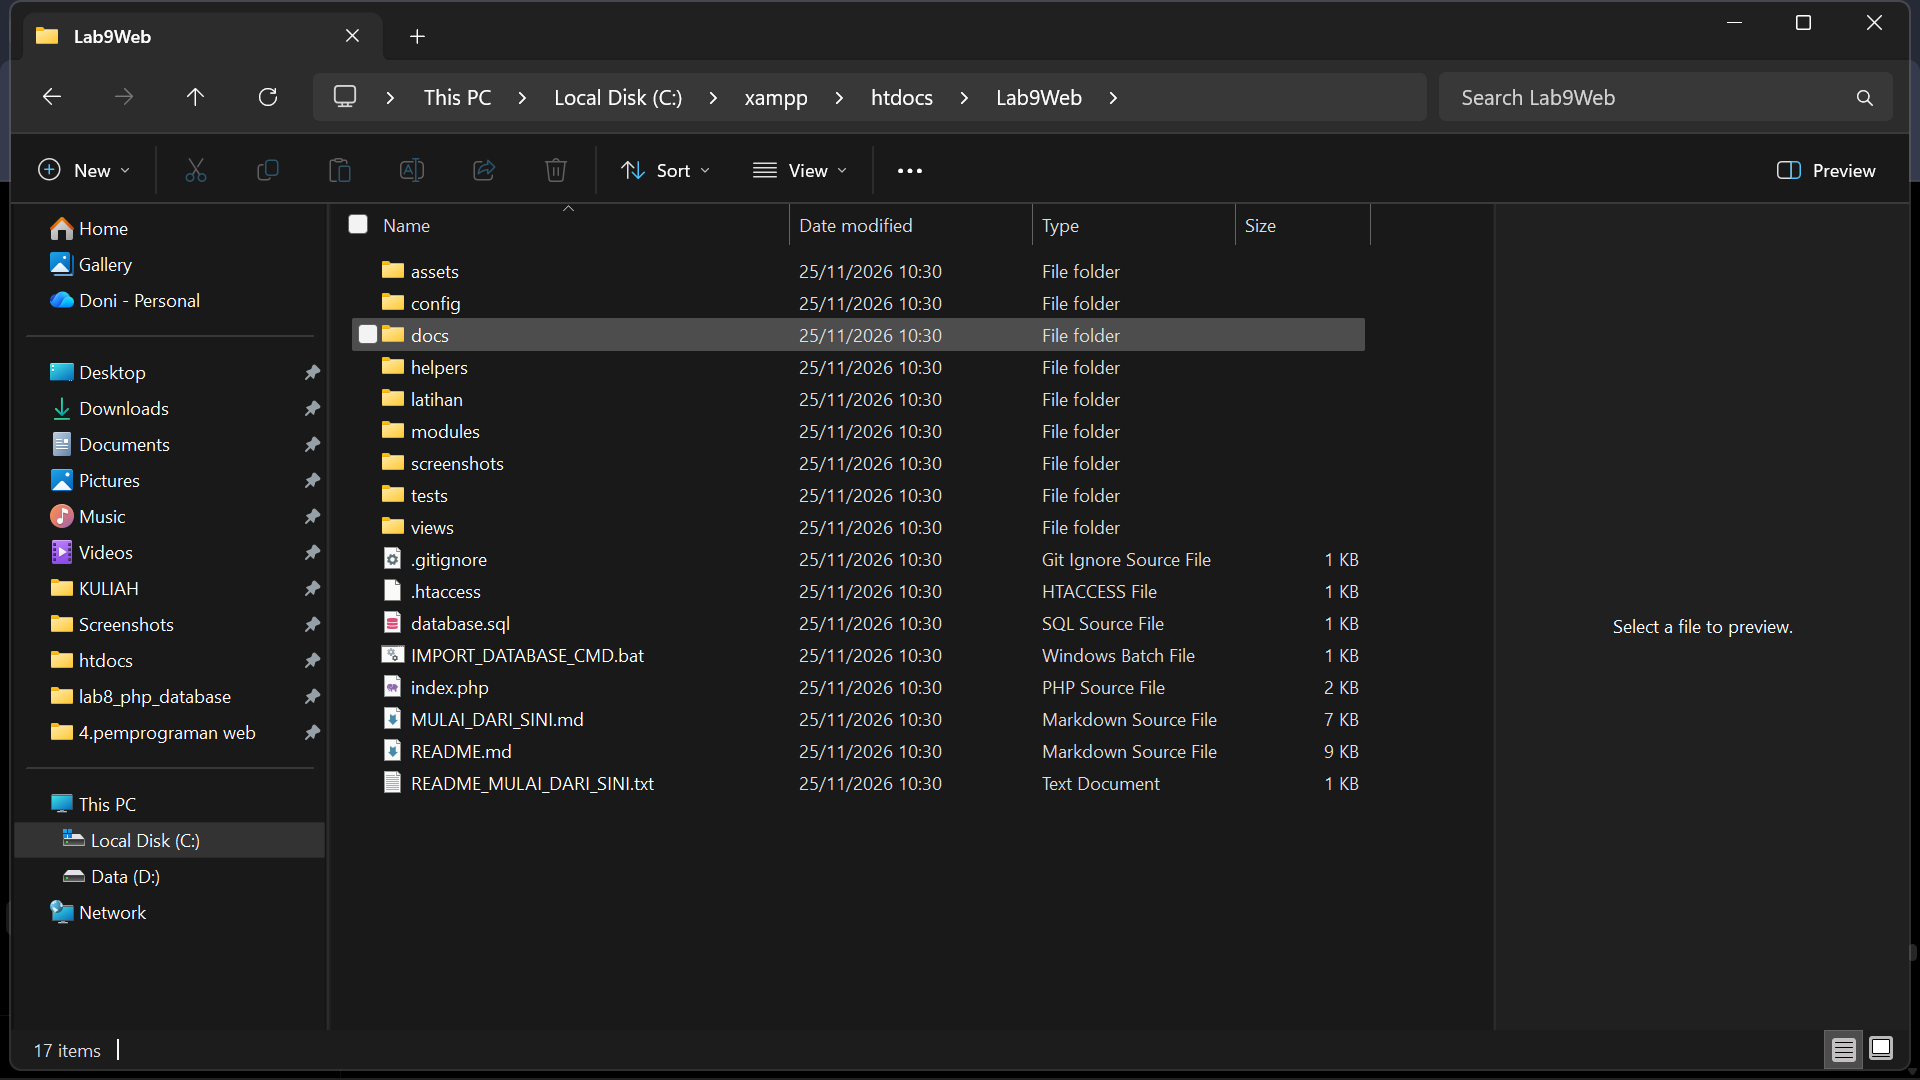 Lab9Web
This PC
Local Disk (C:)
xampp
htdocs
Lab9Web
Search Lab9Web
New
Sort
View
Preview
Home
Gallery
Doni - Personal
Desktop
Downloads
Documents
Pictures
Music
Videos
KULIAH
Screenshots
htdocs
lab8_php_database
4.pemprograman web
This PC
Local Disk (C:)
Data (D:)
Network
Name Date modified Type Size
assets 25/11/2026 10:30 File folder
config 25/11/2026 10:30 File folder
docs 25/11/2026 10:30 File folder
helpers 25/11/2026 10:30 File folder
latihan 25/11/2026 10:30 File folder
modules 25/11/2026 10:30 File folder
screenshots 25/11/2026 10:30 File folder
tests 25/11/2026 10:30 File folder
views 25/11/2026 10:30 File folder
.gitignore 25/11/2026 10:30 Git Ignore Source File 1 KB
.htaccess 25/11/2026 10:30 HTACCESS File 1 KB
database.sql 25/11/2026 10:30 SQL Source File 1 KB
IMPORT_DATABASE_CMD.bat 25/11/2026 10:30 Windows Batch File 1 KB
index.php 25/11/2026 10:30 PHP Source File 2 KB
MULAI_DARI_SINI.md 25/11/2026 10:30 Markdown Source File 7 KB
README.md 25/11/2026 10:30 Markdown Source File 9 KB
README_MULAI_DARI_SINI.txt 25/11/2026 10:30 Text Document 1 KB
Select a file to preview.
17 items